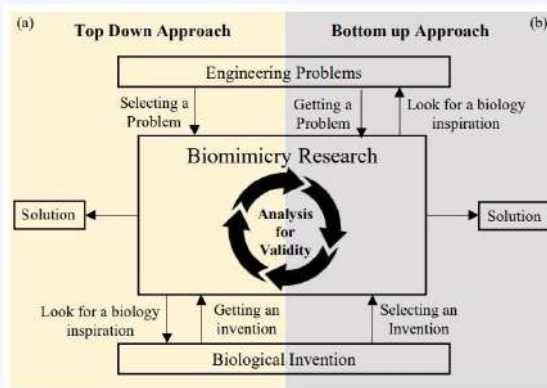 (a)
Top Down Approach
Bottom up Approach
(b)
Engineering Problems
Selecting a
Problem
Getting a
Problem
Look for a biology
inspiration
Biomimicry Research
Analysis
for
Validity
Solution
Solution
Look for a biology
inspiration
Getting an
invention
Selecting an
Invention
Biological Invention